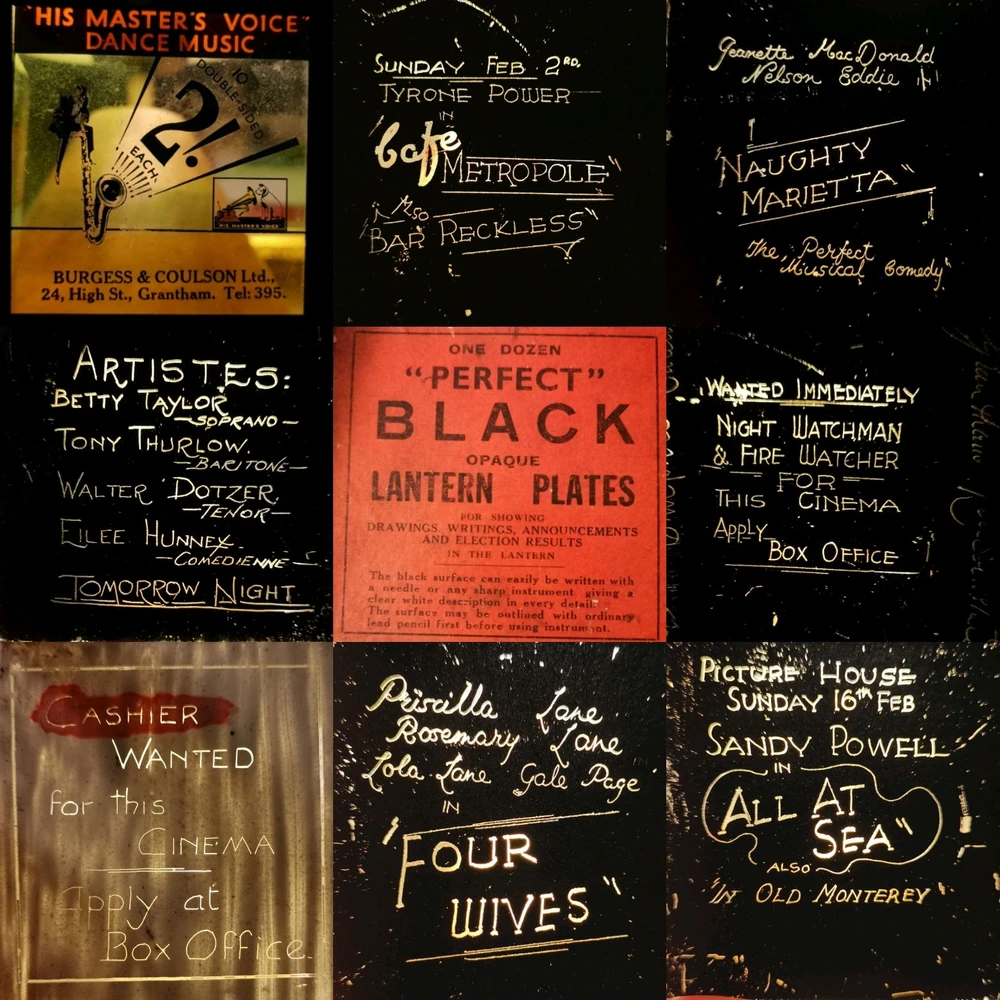 "HIS MASTER'S VOICE"
DANCE MUSIC
10"
DOUBLE-SIDED
2!
EACH.
HIS MASTER'S VOICE
BURGESS & COULSON Ltd.,
24, High St., Grantham. Tel: 395.
SUNDAY FEB 2RD,
TYRONE POWER
IN
"Café
METROPOLE"
ALSO
"BAR RECKLESS"
Jeanette MacDonald
Nelson Eddie in
"NAUGHTY
MARIETTA"
The, Perfect
Musical Comedy"
ARTISTES:
BETTY TAYLOR
—SOPRANO—
TONY THURLOW.
—BARITONE—
WALTER DOTZER,
—TENOR—
EILEE HUNNEX
—COMEDIENNE—
TOMORROW NIGHT
ONE DOZEN
"PERFECT"
BLACK
OPAQUE
LANTERN PLATES
FOR SHOWING
DRAWINGS, WRITINGS, ANNOUNCEMENTS
AND ELECTION RESULTS
IN THE LANTERN
The black surface can easily be written with
a needle or any sharp instrument, giving a
clear white description in every detail.
The surface may be outlined with ordinary
lead pencil first before using instrument.
WANTED IMMEDIATELY
NIGHT WATCHMAN
& FIRE WATCHER
— FOR —
THIS CINEMA
APPLY
BOX OFFICE
CASHIER
WANTED
for this
CINEMA
Apply at
Box Office.
Priscilla Lane
Rosemary Lane
Lola Lane Gale Page
IN
"FOUR
WIVES"
PICTURE HOUSE
SUNDAY 16TH FEB
SANDY POWELL
IN
"ALL AT
SEA"
ALSO
"IN OLD MONTEREY"